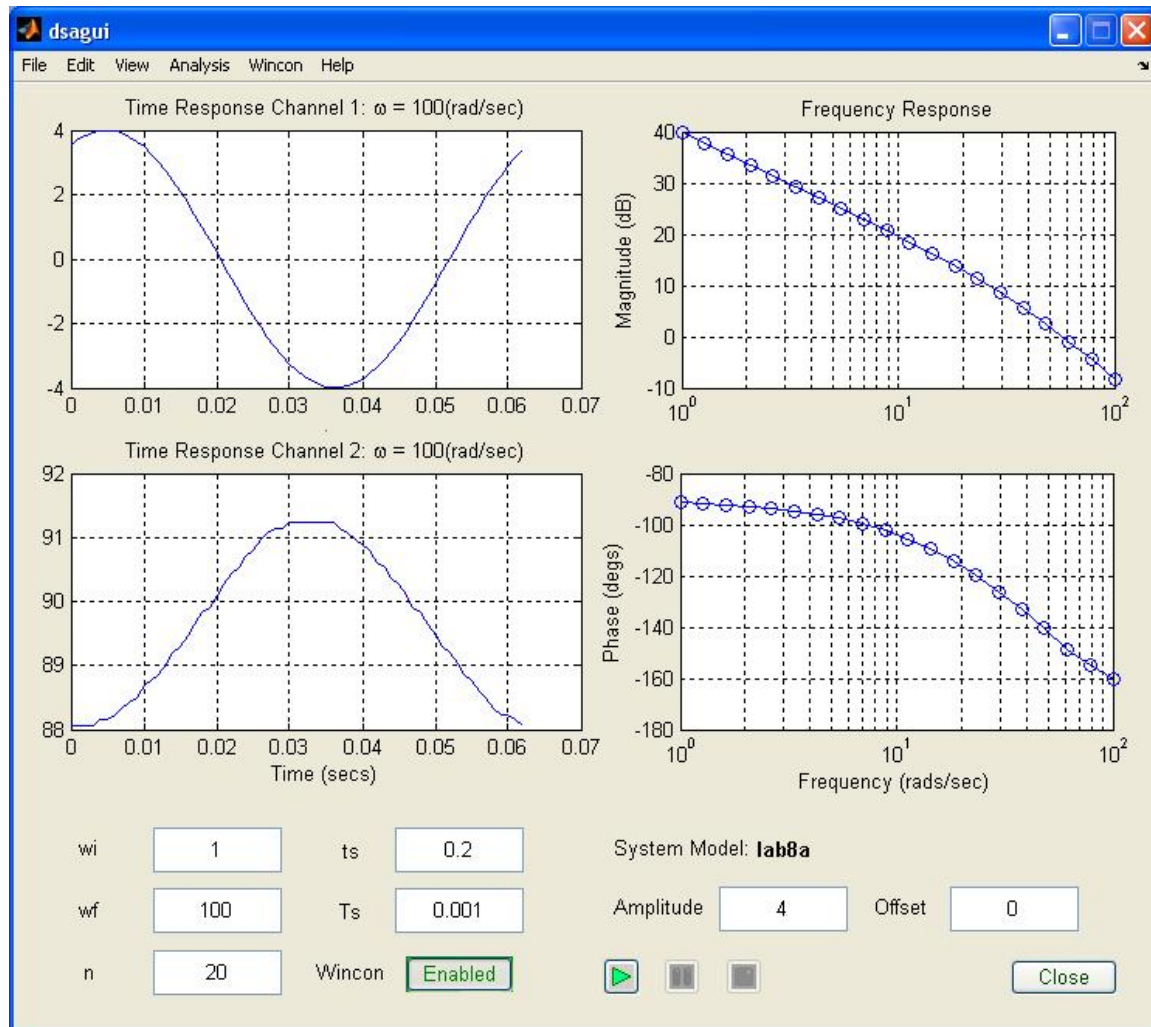 dsagui
File Edit View Analysis Wincon Help
Time Response Channel 1: ω = 100(rad/sec)
4
2
0
-2
-4
0 0.01 0.02 0.03 0.04 0.05 0.06 0.07
Frequency Response
Magnitude (dB)
40
30
20
10
0
-10
10^0 10^1 10^2
Time Response Channel 2: ω = 100(rad/sec)
92
91
90
89
88
0 0.01 0.02 0.03 0.04 0.05 0.06 0.07
Time (secs)
Phase (degs)
-80
-100
-120
-140
-160
-180
10^0 10^1 10^2
Frequency (rads/sec)
wi 1 ts 0.2
wf 100 Ts 0.001
n 20 Wincon Enabled
System Model: lab8a
Amplitude 4 Offset 0
Close